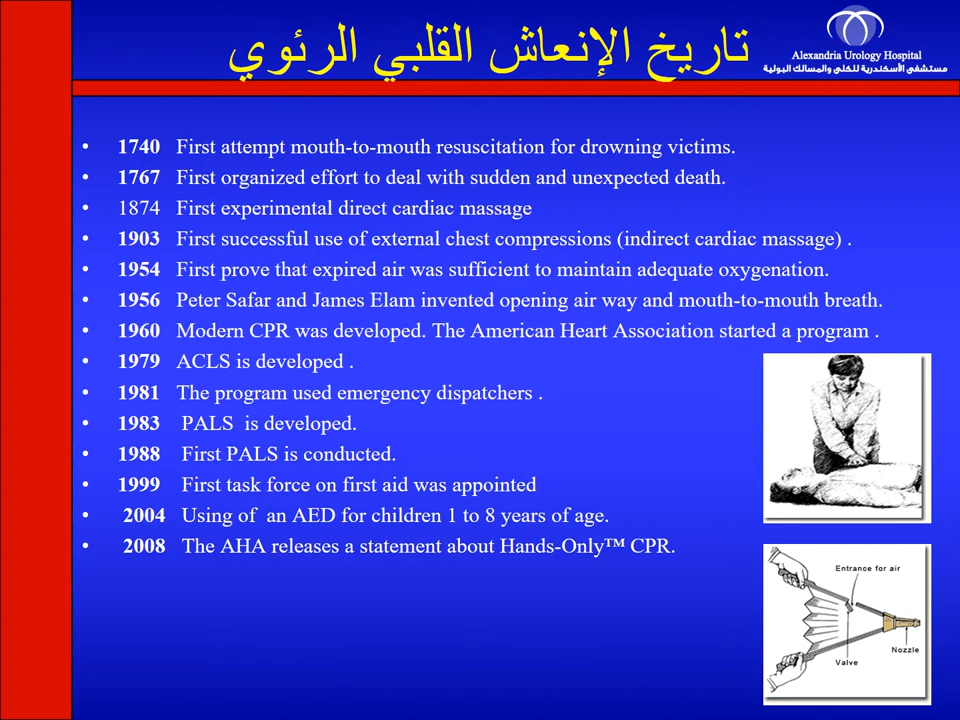 تاريخ الإنعاش القلبي الرئوي
Alexandria Urology Hospital
مستشفى الأسكندرية للكلى والمسالك البولية
• 1740 First attempt mouth-to-mouth resuscitation for drowning victims.
• 1767 First organized effort to deal with sudden and unexpected death.
• 1874 First experimental direct cardiac massage
• 1903 First successful use of external chest compressions (indirect cardiac massage) .
• 1954 First prove that expired air was sufficient to maintain adequate oxygenation.
• 1956 Peter Safar and James Elam invented opening air way and mouth-to-mouth breath.
• 1960 Modern CPR was developed. The American Heart Association started a program .
• 1979 ACLS is developed .
• 1981 The program used emergency dispatchers .
• 1983 PALS is developed.
• 1988 First PALS is conducted.
• 1999 First task force on first aid was appointed
• 2004 Using of an AED for children 1 to 8 years of age.
• 2008 The AHA releases a statement about Hands-Only™ CPR.
Entrance for air
Nozzle
Valve